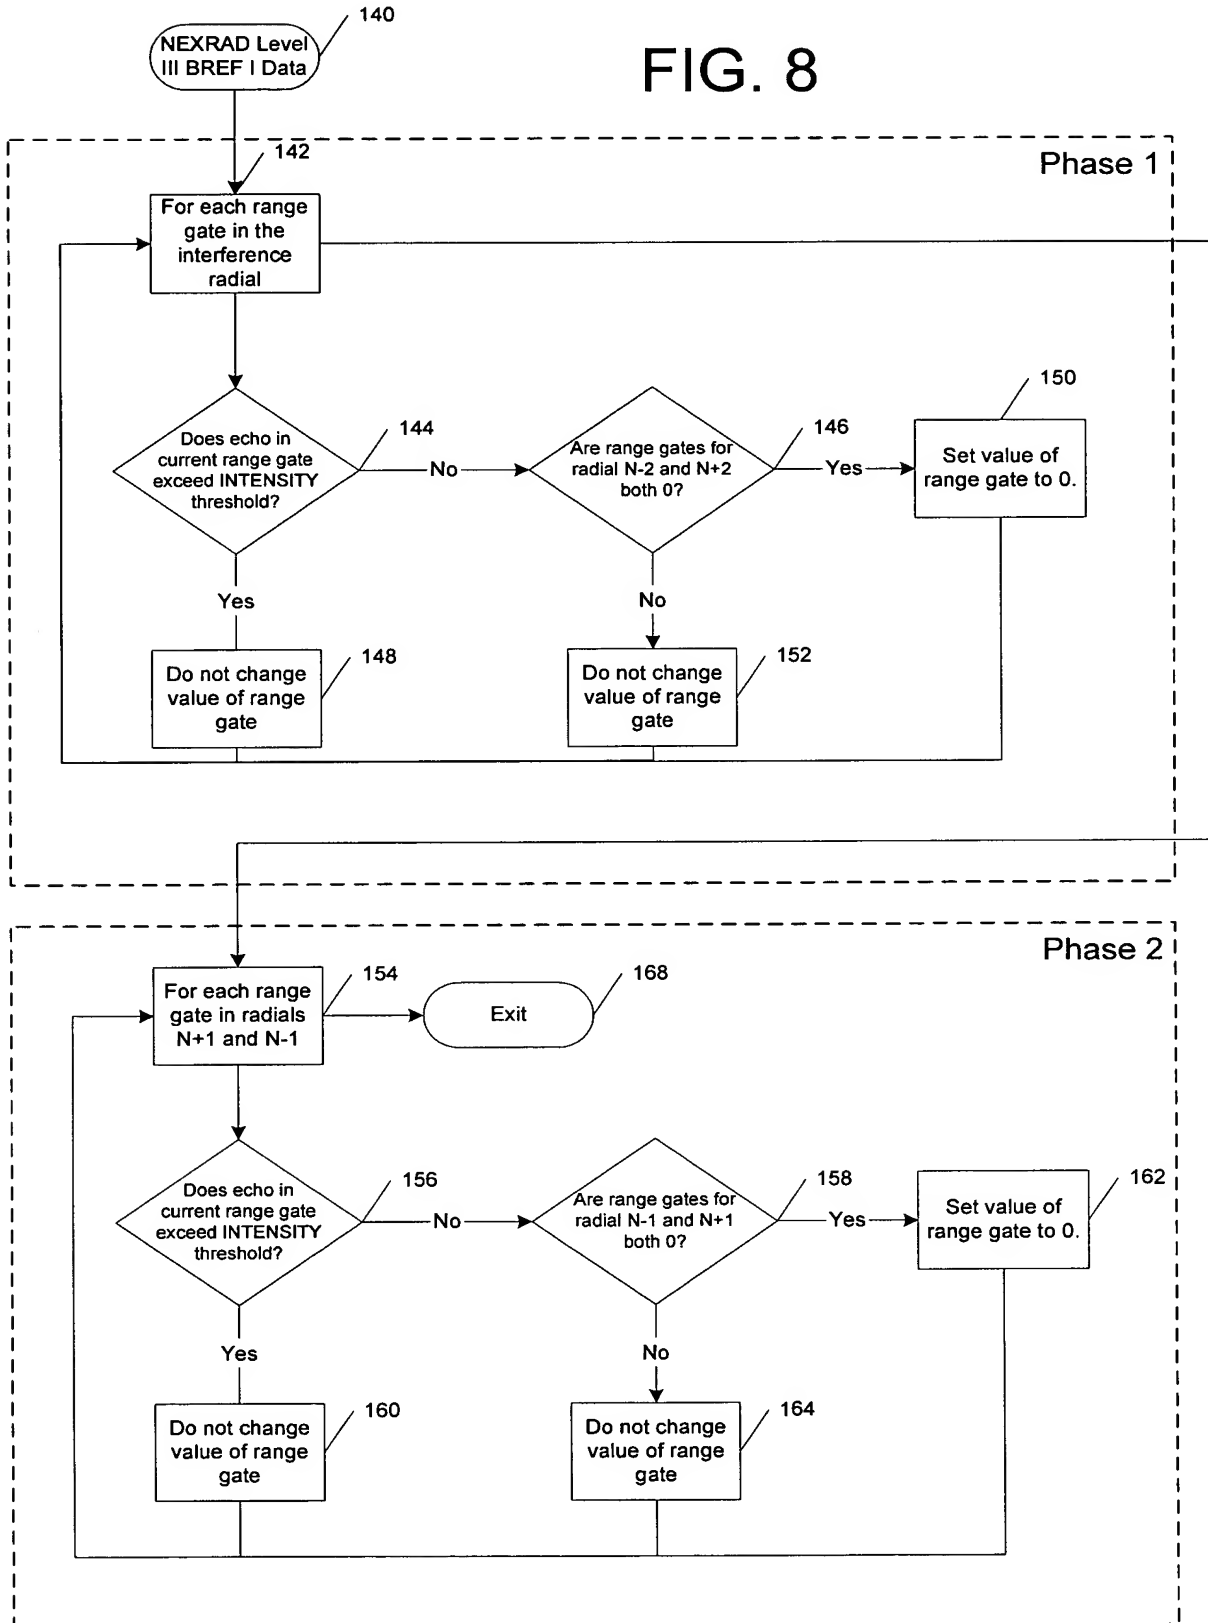 140
NEXRAD Level
III BREF I Data
FIG. 8
Phase 1
142
For each range
gate in the
interference
radial
Does echo in
current range gate
exceed INTENSITY
threshold?
144
No
Are range gates for
radial N-2 and N+2
both 0?
146
Yes
150
Set value of
range gate to 0.
Yes
No
Do not change
value of range
gate
148
Do not change
value of range
gate
152
Phase 2
For each range
gate in radials
N+1 and N-1
154
Exit
168
Does echo in
current range gate
exceed INTENSITY
threshold?
156
No
Are range gates for
radial N-1 and N+1
both 0?
158
Yes
Set value of
range gate to 0.
162
Yes
No
Do not change
value of range
gate
160
Do not change
value of range
gate
164